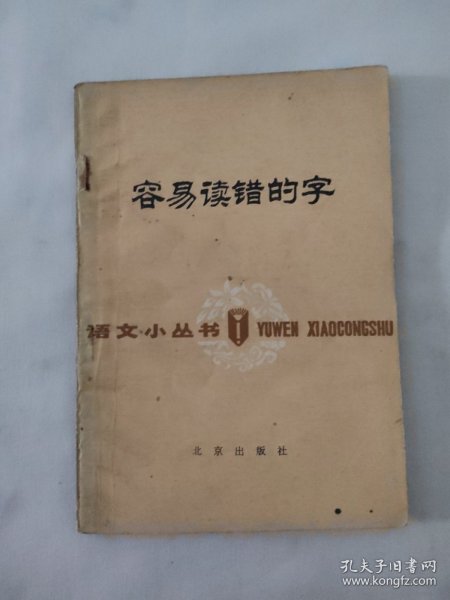 容易读错的字
语文小丛书 YUWEN XIAOCONGSHU
北京出版社
孔夫子旧书网
www.kongfz.com